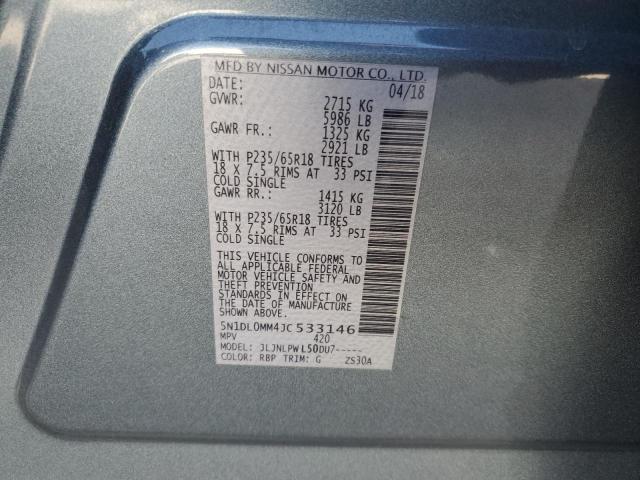 MFD BY NISSAN MOTOR CO., LTD.
DATE: 04/18
GVWR: 2715 KG
5986 LB
GAWR FR.: 1325 KG
2921 LB
WITH P235/65R18 TIRES
18 X 7.5 RIMS AT 33 PSI
COLD SINGLE
GAWR RR.: 1415 KG
3120 LB
WITH P235/65R18 TIRES
18 X 7.5 RIMS AT 33 PSI
COLD SINGLE
THIS VEHICLE CONFORMS TO
ALL APPLICABLE FEDERAL
MOTOR VEHICLE SAFETY AND
THEFT PREVENTION
STANDARDS IN EFFECT ON
THE DATE OF MANUFACTURE
SHOWN ABOVE.
5N1DL0MM4JC533146
MPV 420
MODEL: JLJNLPWL50DU7-----
COLOR: RBP TRIM: G ZS30A